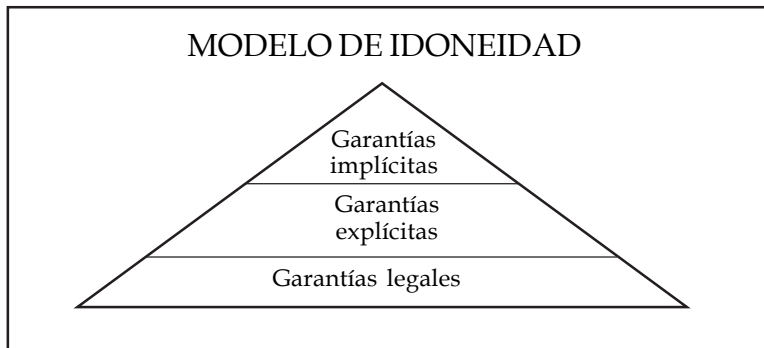 MODELO DE IDONEIDAD
Garantías
implícitas
Garantías
explícitas
Garantías legales